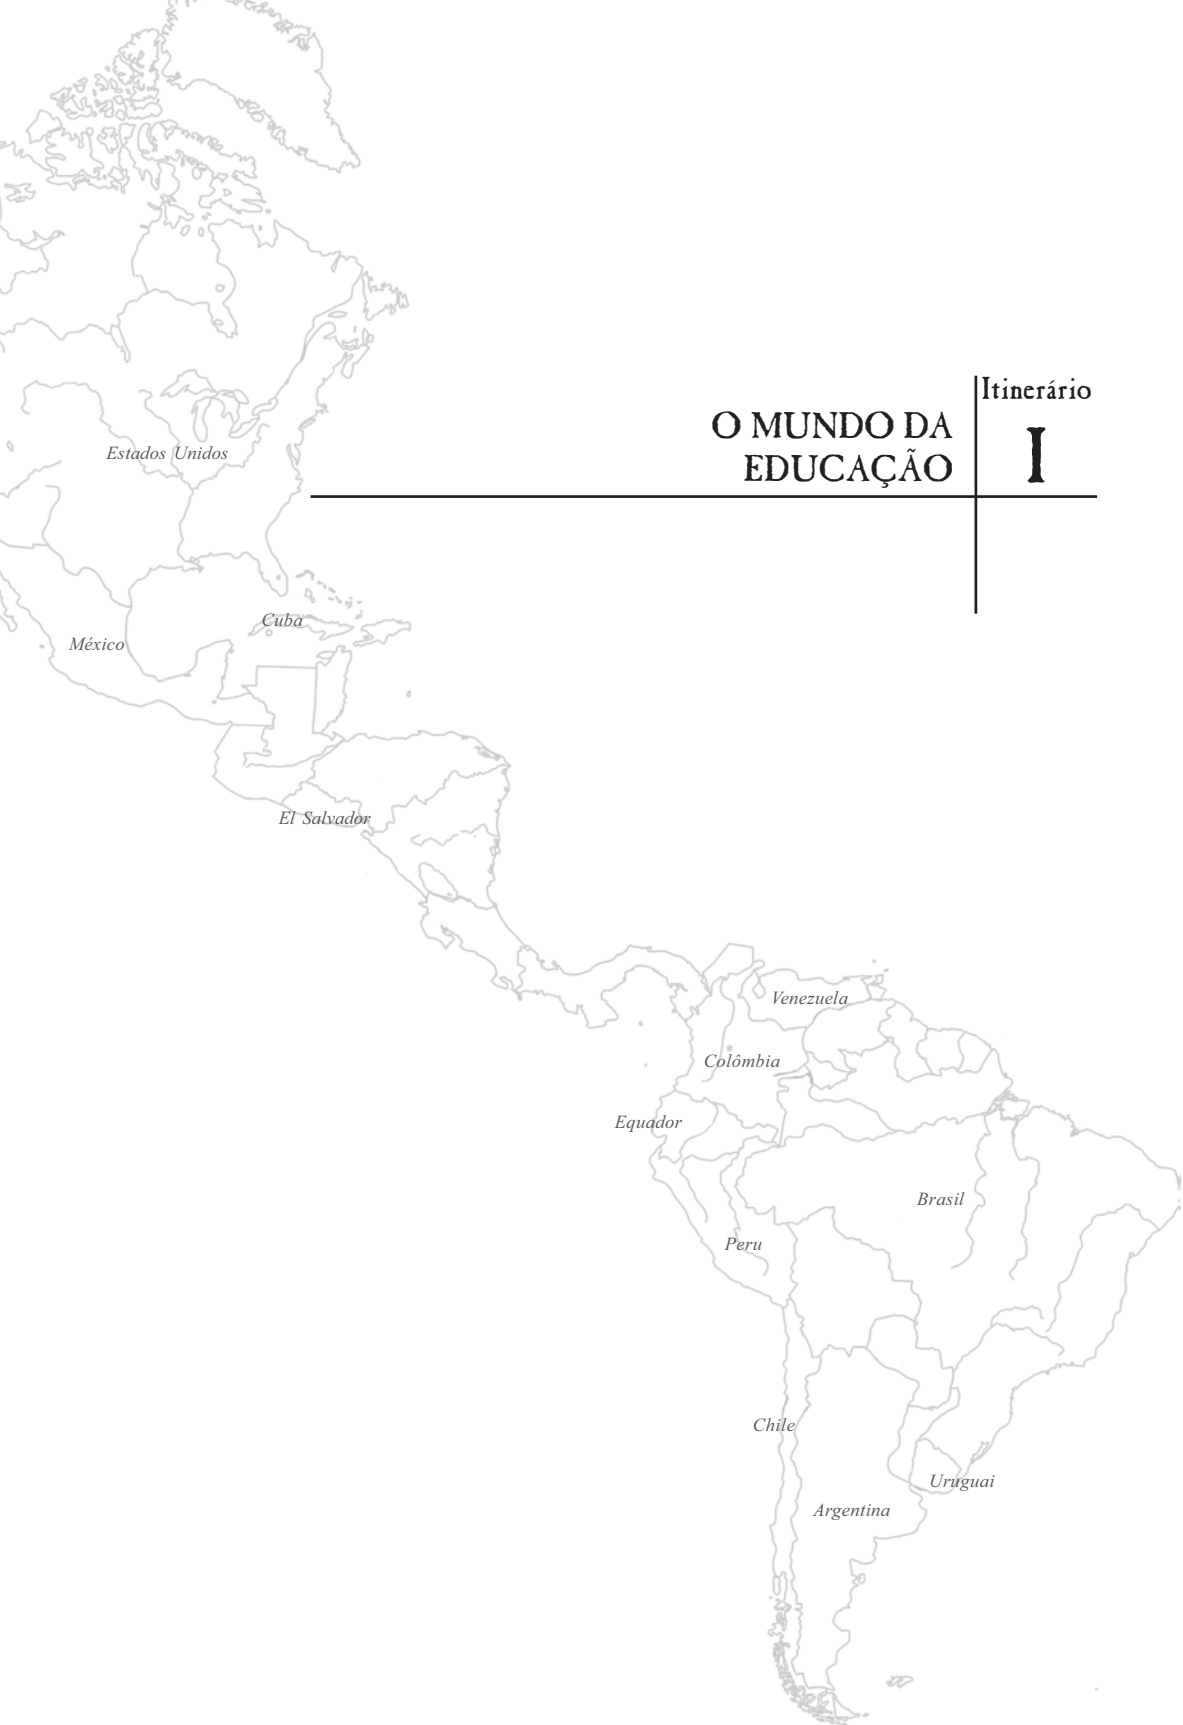 Itinerário
I
O MUNDO DA
EDUCAÇÃO
Estados Unidos
Cuba
México
El Salvador
Venezuela
Colômbia
Equador
Brasil
Peru
Chile
Uruguai
Argentina